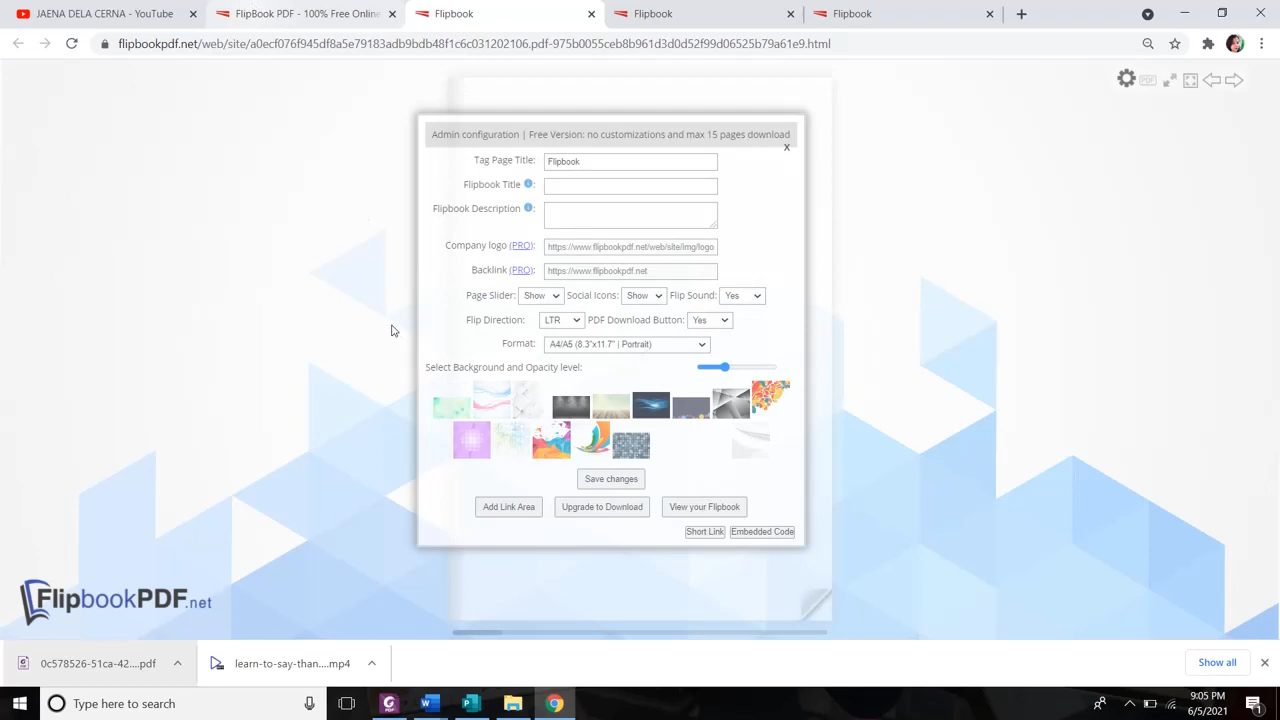 JAENA DELA CERNA - YouTube
FlipBook PDF - 100% Free Online
Flipbook
Flipbook
Flipbook
flipbookpdf.net/web/site/a0ecf076f945df8a5e79183adb9bdb48f1c6c031202106.pdf-975b0055ceb8b961d3d0d52f99d06525b79a61e9.html
PDF
Admin configuration | Free Version: no customizations and max 15 pages download
X
Tag Page Title: Flipbook
Flipbook Title :
Flipbook Description :
Company logo (PRO): https://www.flipbookpdf.net/web/site/img/logo
Backlink (PRO): https://www.flipbookpdf.net
Page Slider: Show Social Icons: Show Flip Sound: Yes
Flip Direction: LTR PDF Download Button: Yes
Format: A4/A5 (8.3"x11.7" | Portrait)
Select Background and Opacity level:
Save changes
Add Link Area Upgrade to Download View your Flipbook
Short Link Embedded Code
FlipbookPDF.net
0c578526-51ca-42....pdf
learn-to-say-than....mp4
Show all
Type here to search
9:05 PM
6/5/2021
1